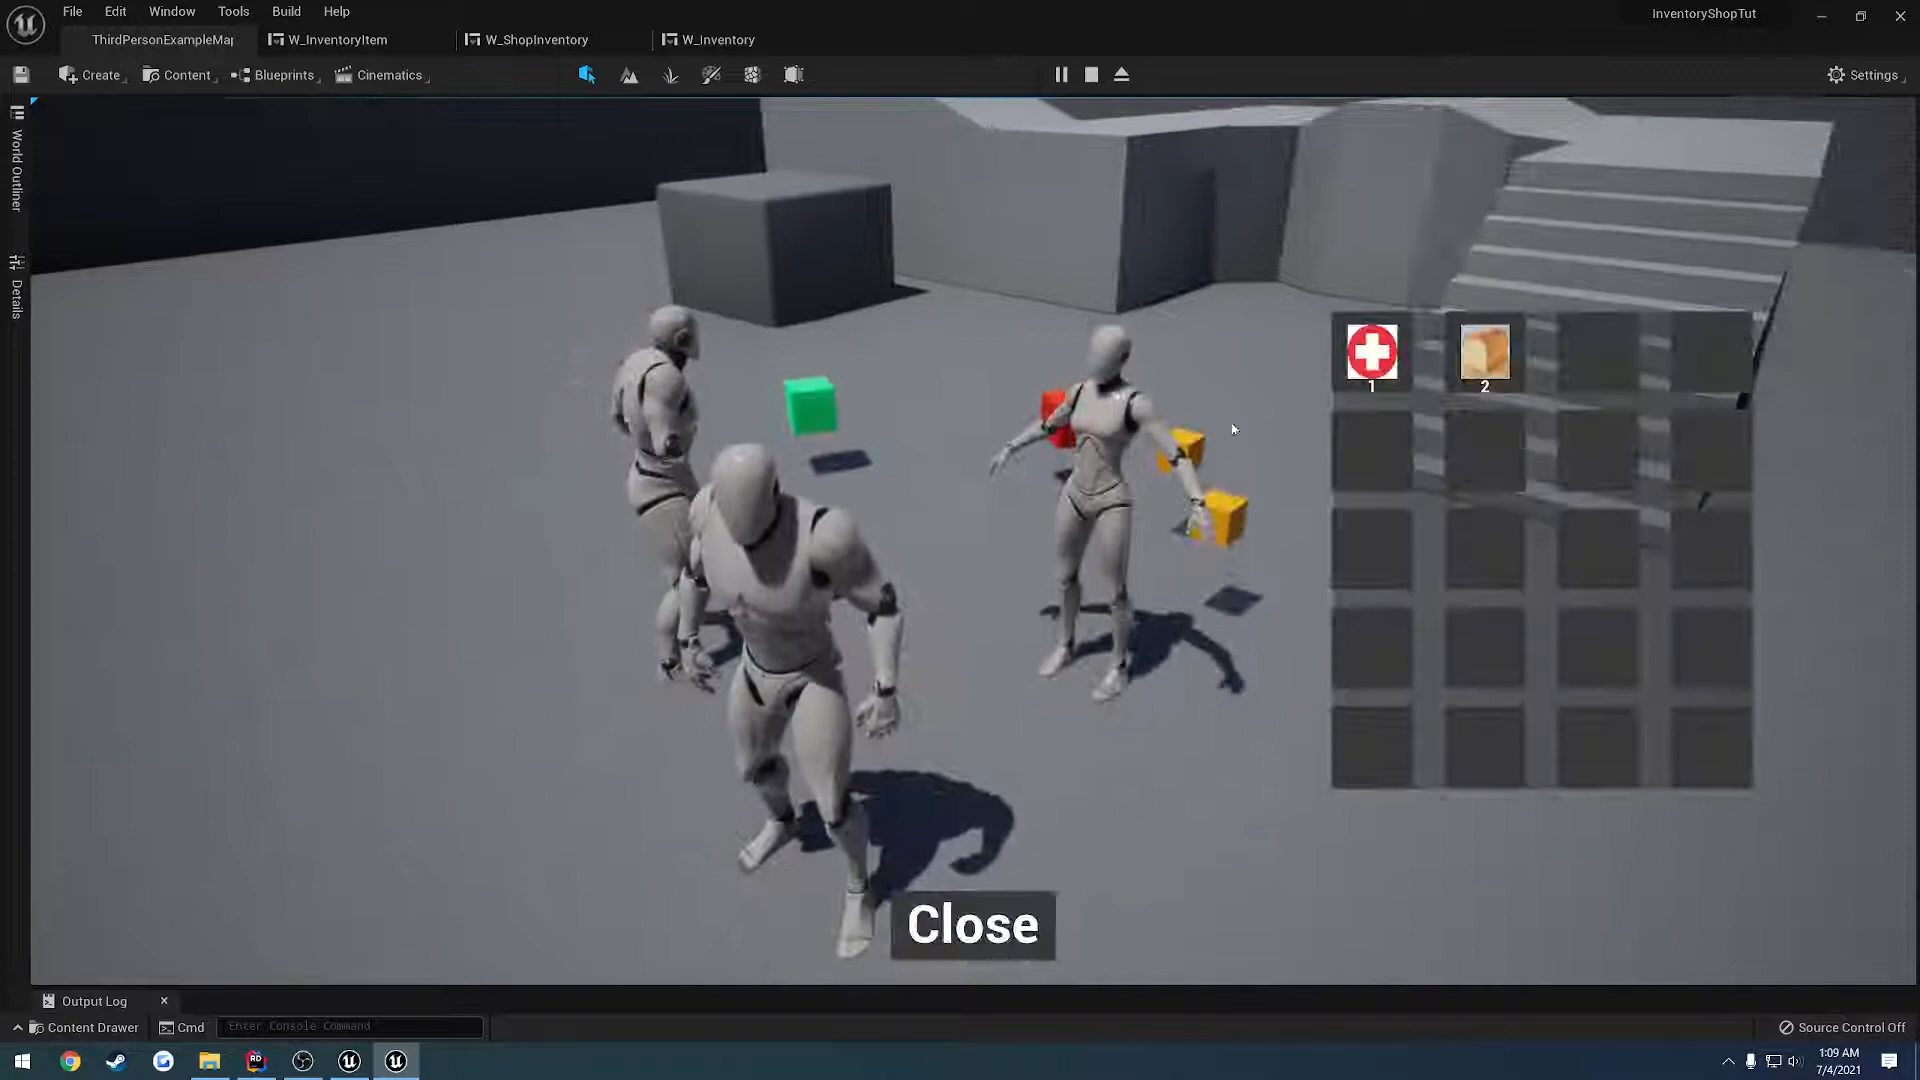 File Edit Window Tools Build Help
InventoryShopTut
ThirdPersonExampleMap W_InventoryItem W_ShopInventory W_Inventory
Create Content Blueprints Cinematics
Settings
World Outliner
Details
1 2
Close
Output Log
Content Drawer Cmd Enter Console Command
Source Control Off
RD
1:09 AM
7/4/2021